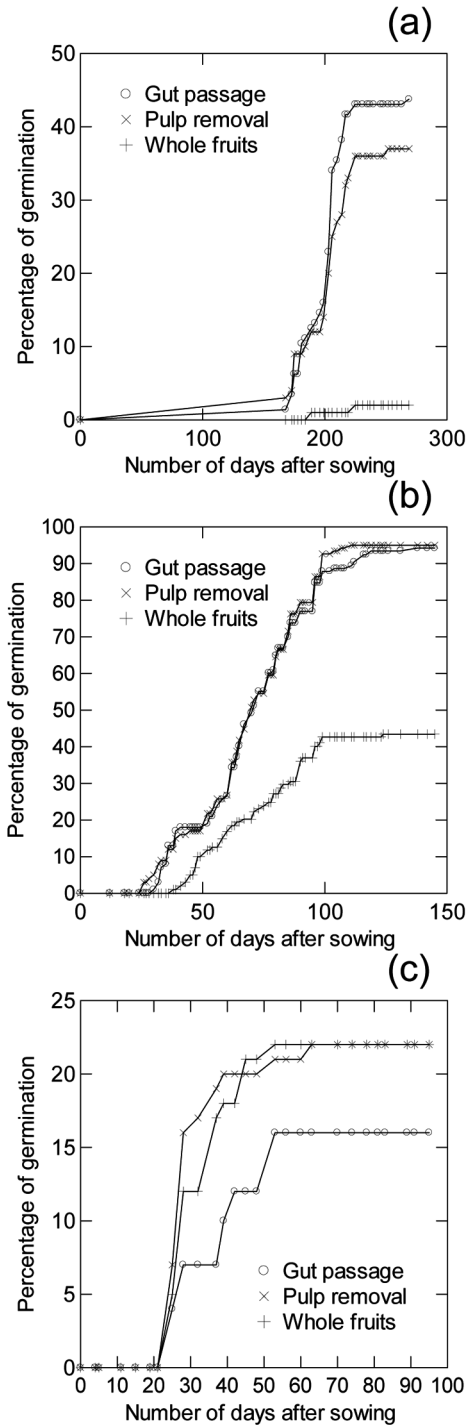 (a)
50
40
30
20
10
0
Percentage of germination
Gut passage
Pulp removal
Whole fruits
0 100 200 300
Number of days after sowing
(b)
100
90
80
70
60
50
40
30
20
10
0
Percentage of germination
Gut passage
Pulp removal
Whole fruits
0 50 100 150
Number of days after sowing
(c)
25
20
15
10
5
0
Percentage of germination
Gut passage
Pulp removal
Whole fruits
0 10 20 30 40 50 60 70 80 90 100
Number of days after sowing